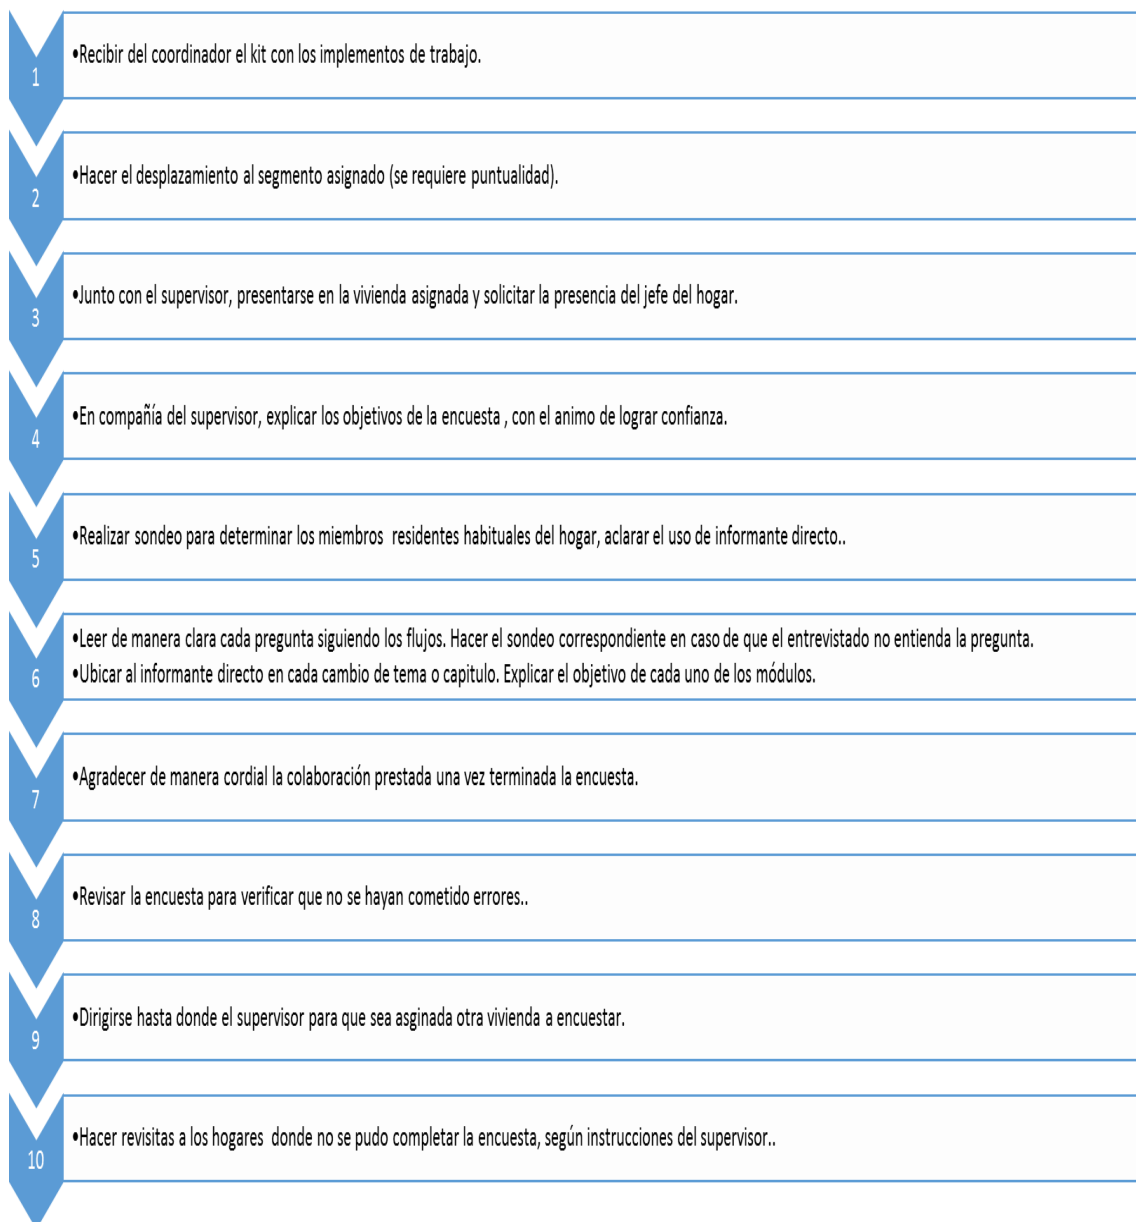 1
•Recibir del coordinador el kit con los implementos de trabajo.
2
•Hacer el desplazamiento al segmento asignado (se requiere puntualidad).
3
•Junto con el supervisor, presentarse en la vivienda asignada y solicitar la presencia del jefe del hogar.
4
•En compañía del supervisor, explicar los objetivos de la encuesta , con el animo de lograr confianza.
5
•Realizar sondeo para determinar los miembros  residentes habituales del hogar, aclarar el uso de informante directo..
6
•Leer de manera clara cada pregunta siguiendo los flujos. Hacer el sondeo correspondiente en caso de que el entrevistado no entienda la pregunta.
•Ubicar al informante directo en cada cambio de tema o capitulo. Explicar el objetivo de cada uno de los módulos.
7
•Agradecer de manera cordial la colaboración prestada una vez terminada la encuesta.
8
•Revisar la encuesta para verificar que no se hayan cometido errores..
9
•Dirigirse hasta donde el supervisor para que sea asginada otra vivienda a encuestar.
10
•Hacer revisitas a los hogares  donde no se pudo completar la encuesta, según instrucciones del supervisor..